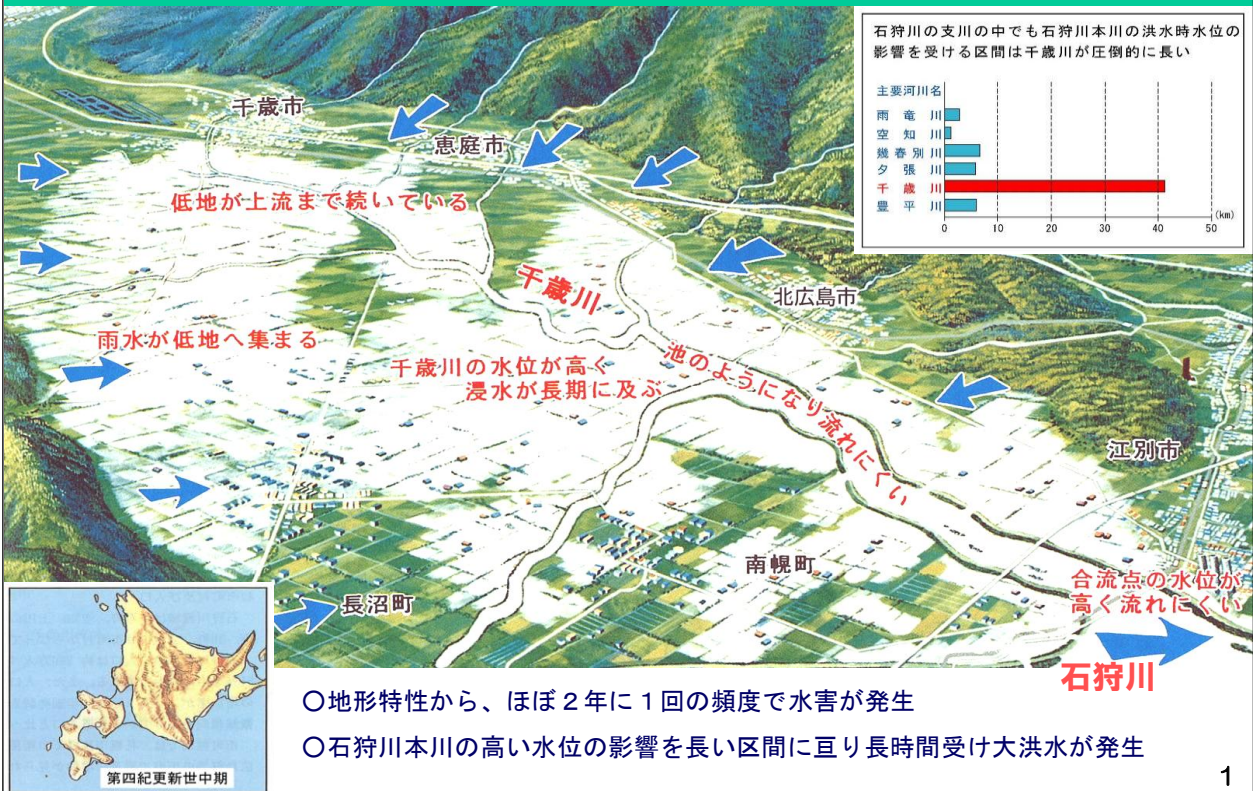 石狩川の支川の中でも石狩川本川の洪水時水位の
影響を受ける区間は千歳川が圧倒的に長い
主要河川名
雨竜川
空知川
幾春別川
夕張川
千歳川
豊平川
0 10 20 30 40 50 (km)
千歳市
恵庭市
低地が上流まで続いている
千歳川
北広島市
雨水が低地へ集まる
千歳川の水位が高く
浸水が長期に及ぶ
池のようになり流れにくい
江別市
南幌町
長沼町
合流点の水位が
高く流れにくい
石狩川
第四紀更新世中期
〇地形特性から、ほぼ2年に1回の頻度で水害が発生
〇石狩川本川の高い水位の影響を長い区間に亘り長時間受け大洪水が発生
1